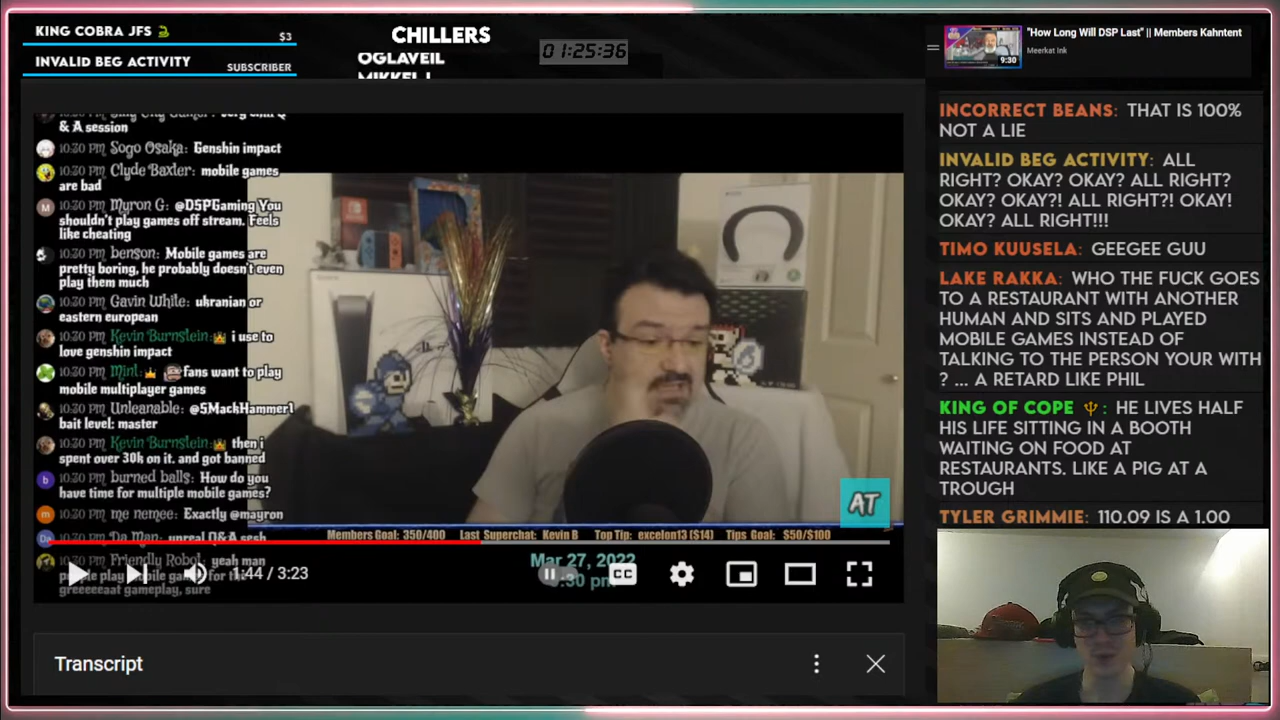 KING COBRA JFS
$3
INVALID BEG ACTIVITY
SUBSCRIBER
CHILLERS
OGLAVEIL
01:25:36
"How Long Will DSP Last" || Members Kahntent
Meerkat Ink
9:30
& A session
10:30 PM Sogo Osaka: Genshin impact
10:30 PM Clyde Baxter: mobile games
are bad
10:30 PM Myron G: @DSPGaming You
shouldn't play games off stream. Feels
like cheating
10:30 PM benson: Mobile games are
pretty boring, he probably doesn't even
play them much
10:30 PM Gavin While: ukranian or
eastern european
10:30 PM Kevin Burnstein: i use to
love genshin impact
10:30 PM Mint: fans want to play
mobile multiplayer games
10:30 PM Unleanable: @SMackHammer1
bait level: master
10:30 PM Kevin Burnstein: then i
spent over 30k on it. and got banned
10:30 PM burned balls: How do you
have time for multiple mobile games?
10:30 PM me nemee: Exactly @mayron
10:30 PM Da Man: unreal Q&A sesh
Friendly Robot: yeah man
people play mobile games for the
greeeeeaat gameplay, sure
AT
Members Goal: 350/400 Last Superchat: Kevin B Top Tip: excelon13 ($14) Tips Goal: $50/$100
Mar 27, 2022
:30 pm
1:44 / 3:23
CC
Transcript
INCORRECT BEANS: THAT IS 100%
NOT A LIE
INVALID BEG ACTIVITY: ALL
RIGHT? OKAY? OKAY? ALL RIGHT?
OKAY? OKAY?! ALL RIGHT?! OKAY!
OKAY? ALL RIGHT!!!
TIMO KUUSELA: GEEGEE GUU
LAKE RAKKA: WHO THE FUCK GOES
TO A RESTAURANT WITH ANOTHER
HUMAN AND SITS AND PLAYED
MOBILE GAMES INSTEAD OF
TALKING TO THE PERSON YOUR WITH
? ... A RETARD LIKE PHIL
KING OF COPE : HE LIVES HALF
HIS LIFE SITTING IN A BOOTH
WAITING ON FOOD AT
RESTAURANTS. LIKE A PIG AT A
TROUGH
TYLER GRIMMIE: 110.09 IS A 1.00